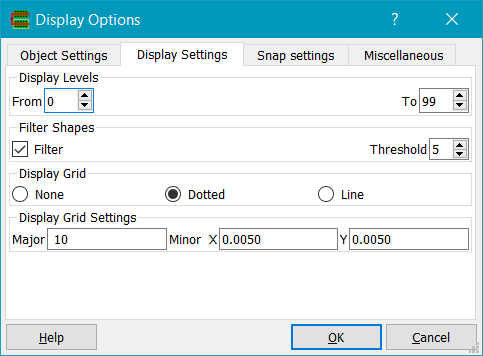 Display Options ?
Object Settings Display Settings Snap settings Miscellaneous
Display Levels
From 0 To 99
Filter Shapes
Filter Threshold 5
Display Grid
None Dotted Line
Display Grid Settings
Major 10 Minor X 0.0050 Y 0.0050
Help OK Cancel